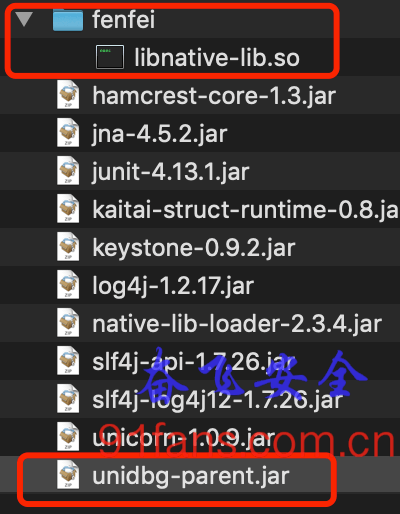 fenfei
libnative-lib.so
hamcrest-core-1.3.jar
jna-4.5.2.jar
junit-4.13.1.jar
kaitai-struct-runtime-0.8.ja
keystone-0.9.2.jar
log4j-1.2.17.jar
native-lib-loader-2.3.4.jar
slf4j-api-1.7.26.jar
奋飞安全
slf4j-log4j12-1.7.26.jar
unicorn-1.0.9.jar
91fans.com.cn
unidbg-parent.jar